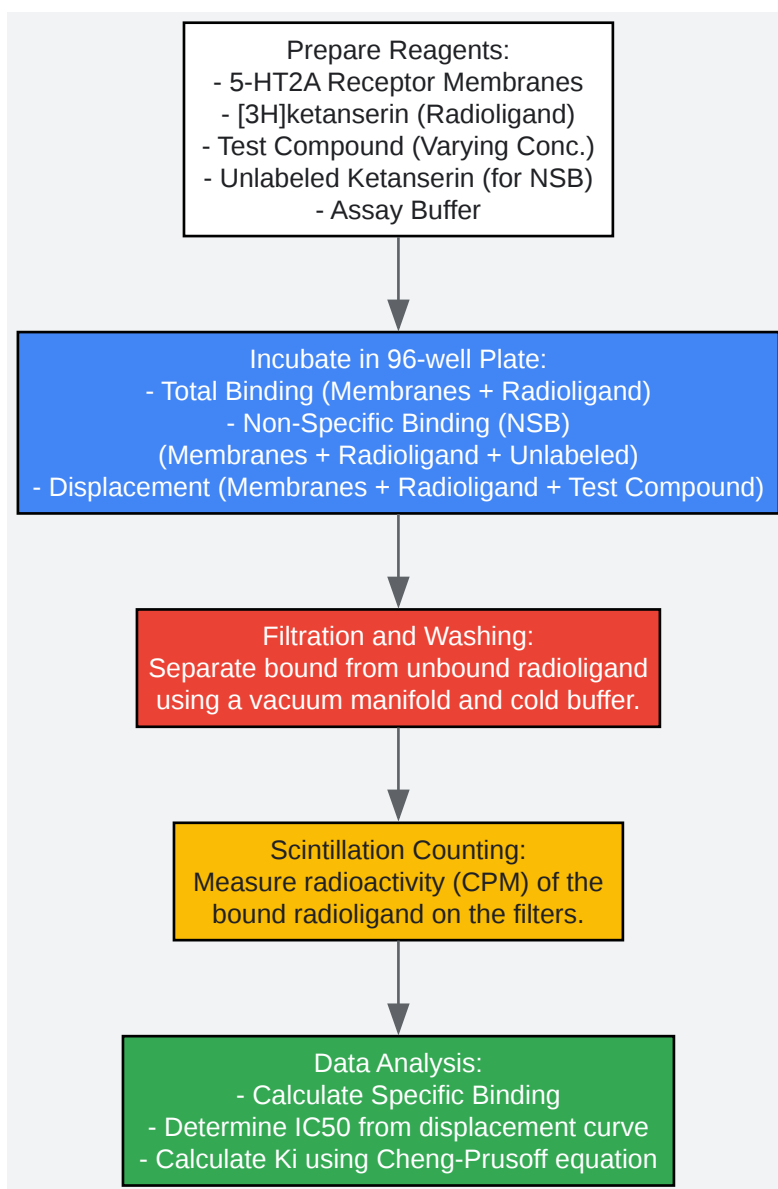 Prepare Reagents:
- 5-HT2A Receptor Membranes
- [3H]ketanserin (Radioligand)
- Test Compound (Varying Conc.)
- Unlabeled Ketanserin (for NSB)
- Assay Buffer
Incubate in 96-well Plate:
- Total Binding (Membranes + Radioligand)
- Non-Specific Binding (NSB)
(Membranes + Radioligand + Unlabeled)
- Displacement (Membranes + Radioligand + Test Compound)
Filtration and Washing:
Separate bound from unbound radioligand
using a vacuum manifold and cold buffer.
Scintillation Counting:
Measure radioactivity (CPM) of the
bound radioligand on the filters.
Data Analysis:
- Calculate Specific Binding
- Determine IC50 from displacement curve
- Calculate Ki using Cheng-Prusoff equation